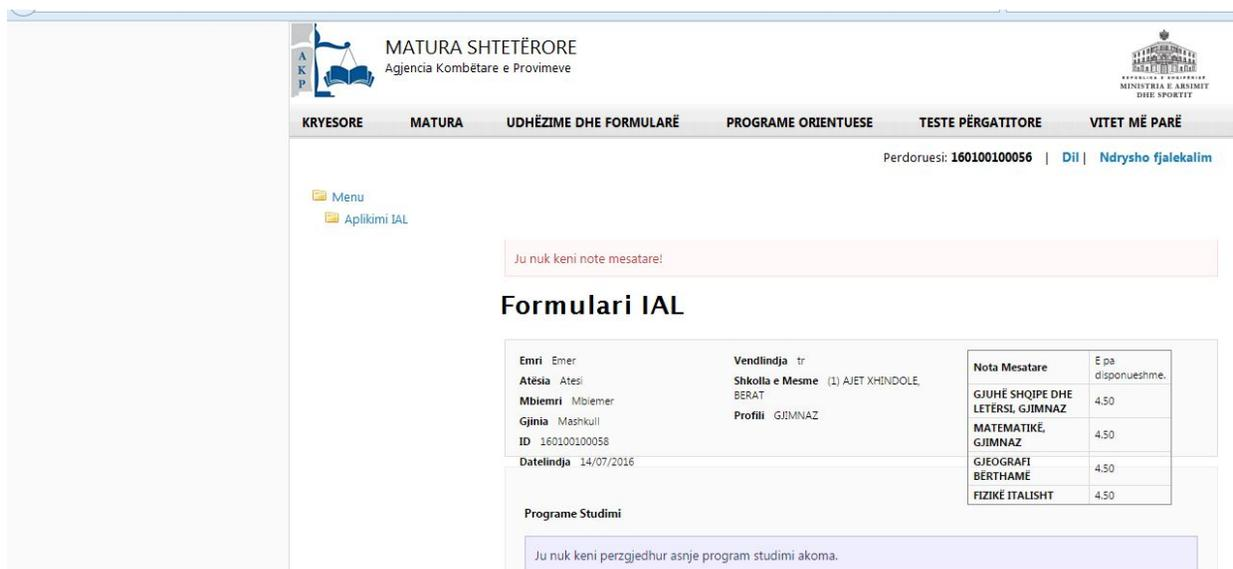 AKP
MATURA SHTETËRORE
Agjencia Kombëtare e Provimeve
REPUBLIKA E SHQIPËRISË
MINISTRIA E ARSIMIT
DHE SPORTIT
KRYESORE MATURA UDHËZIME DHE FORMULARË PROGRAME ORIENTUESE TESTE PËRGATITORE VITET MË PARË
Perdoruesi: 160100100056 | Dil | Ndrysho fjalekalim
Menu
Aplikimi IAL
Ju nuk keni note mesatare!
Formulari IAL
Emri Emer
Atësia Atesi
Mbiemri Mbiemer
Gjinia Mashkull
ID 160100100058
Datelindja 14/07/2016
Vendlindja tr
Shkolla e Mesme (1) AJET XHINDOLE,
BERAT
Profili GJIMNAZ
Nota Mesatare E pa
disponueshme.
GJUHË SHQIPE DHE
LETËRSI, GJIMNAZ 4.50
MATEMATIKË,
GJIMNAZ 4.50
GJEOGRAFI
BËRTHAMË 4.50
FIZIKË ITALISHT 4.50
Programe Studimi
Ju nuk keni perzgjedhur asnje program studimi akoma.